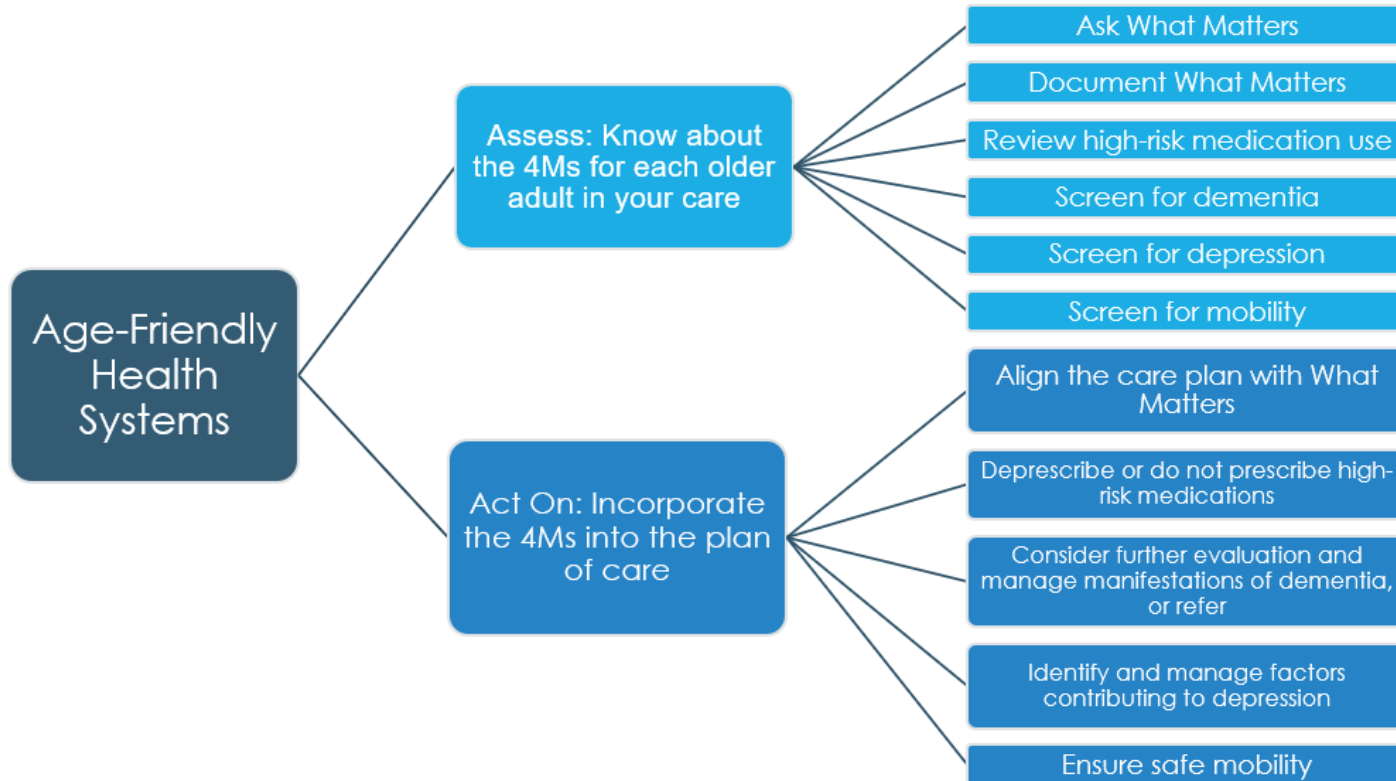 Age-Friendly
Health
Systems
Assess: Know about
the 4Ms for each older
adult in your care
Ask What Matters
Document What Matters
Review high-risk medication use
Screen for dementia
Screen for depression
Screen for mobility
Act On: Incorporate
the 4Ms into the plan
of care
Align the care plan with What
Matters
Deprescribe or do not prescribe high-
risk medications
Consider further evaluation and
manage manifestations of dementia,
or refer
Identify and manage factors
contributing to depression
Ensure safe mobility